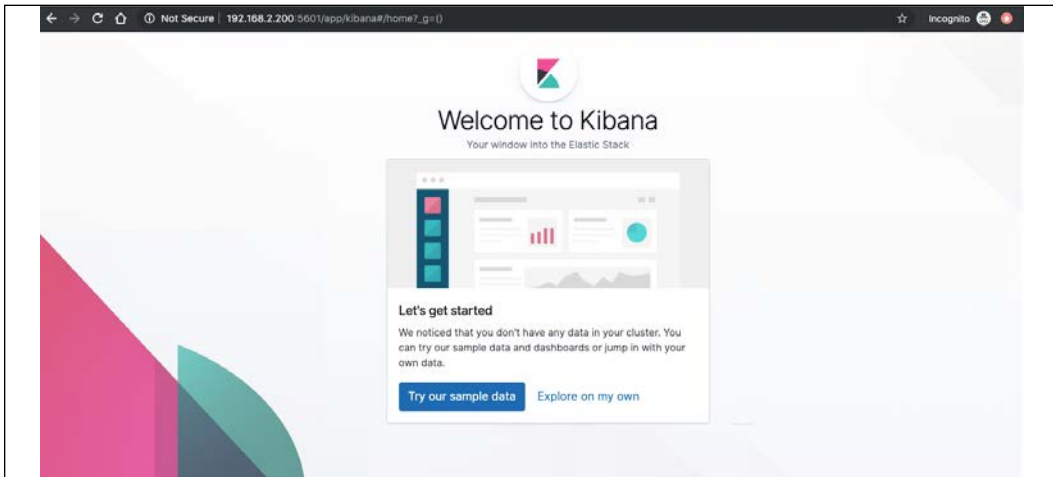 Not Secure 192.168.2.200:5601/app/kibana#/home?_g=() Incognito
Welcome to Kibana
Your window into the Elastic Stack
Let's get started
We noticed that you don't have any data in your cluster. You
can try our sample data and dashboards or jump in with your
own data.
Try our sample data Explore on my own